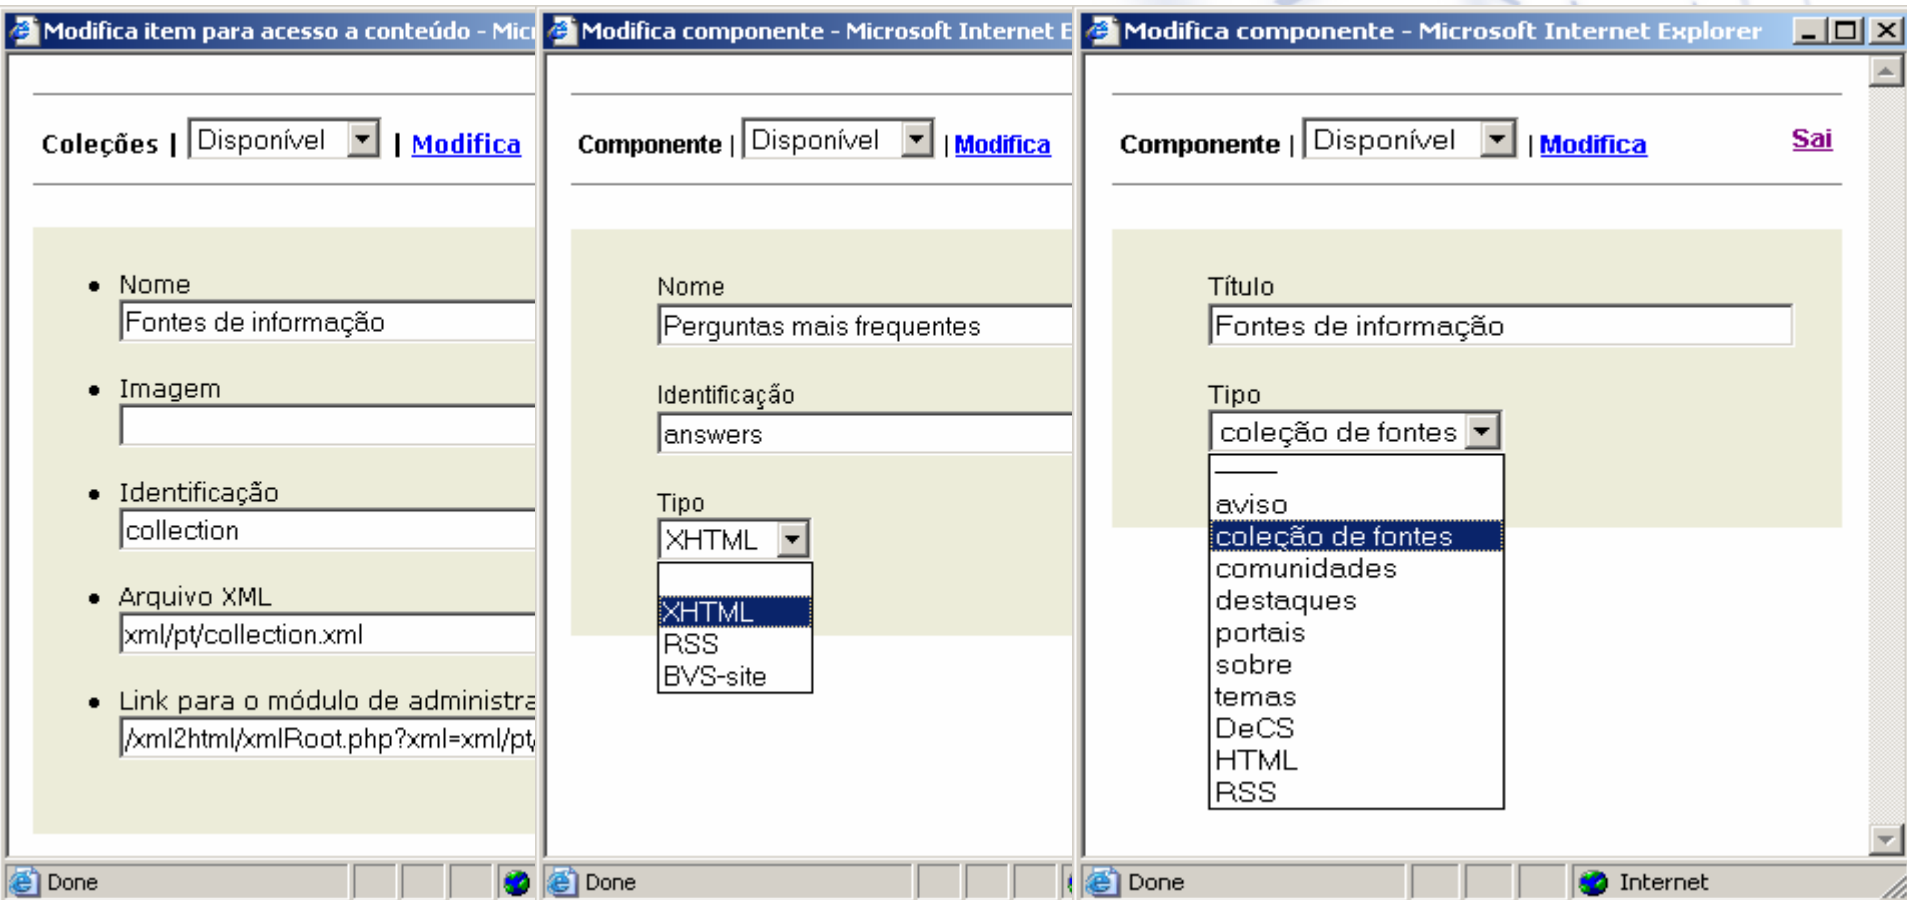 Modifica item para acesso a conteúdo - Micr
Coleções | Disponível | Modifica
Nome
Fontes de informação
Imagem
Identificação
collection
Arquivo XML
xml/pt/collection.xml
Link para o módulo de administra
/xml2html/xmlRoot.php?xml=xml/pt/
Done
Modifica componente - Microsoft Internet E
Componente | Disponível | Modifica
Nome
Perguntas mais frequentes
Identificação
answers
Tipo
XHTML
XHTML
RSS
BVS-site
Done
Modifica componente - Microsoft Internet Explorer
Componente | Disponível | Modifica Sai
Título
Fontes de informação
Tipo
coleção de fontes
aviso
coleção de fontes
comunidades
destaques
portais
sobre
temas
DeCS
HTML
RSS
Done
Internet